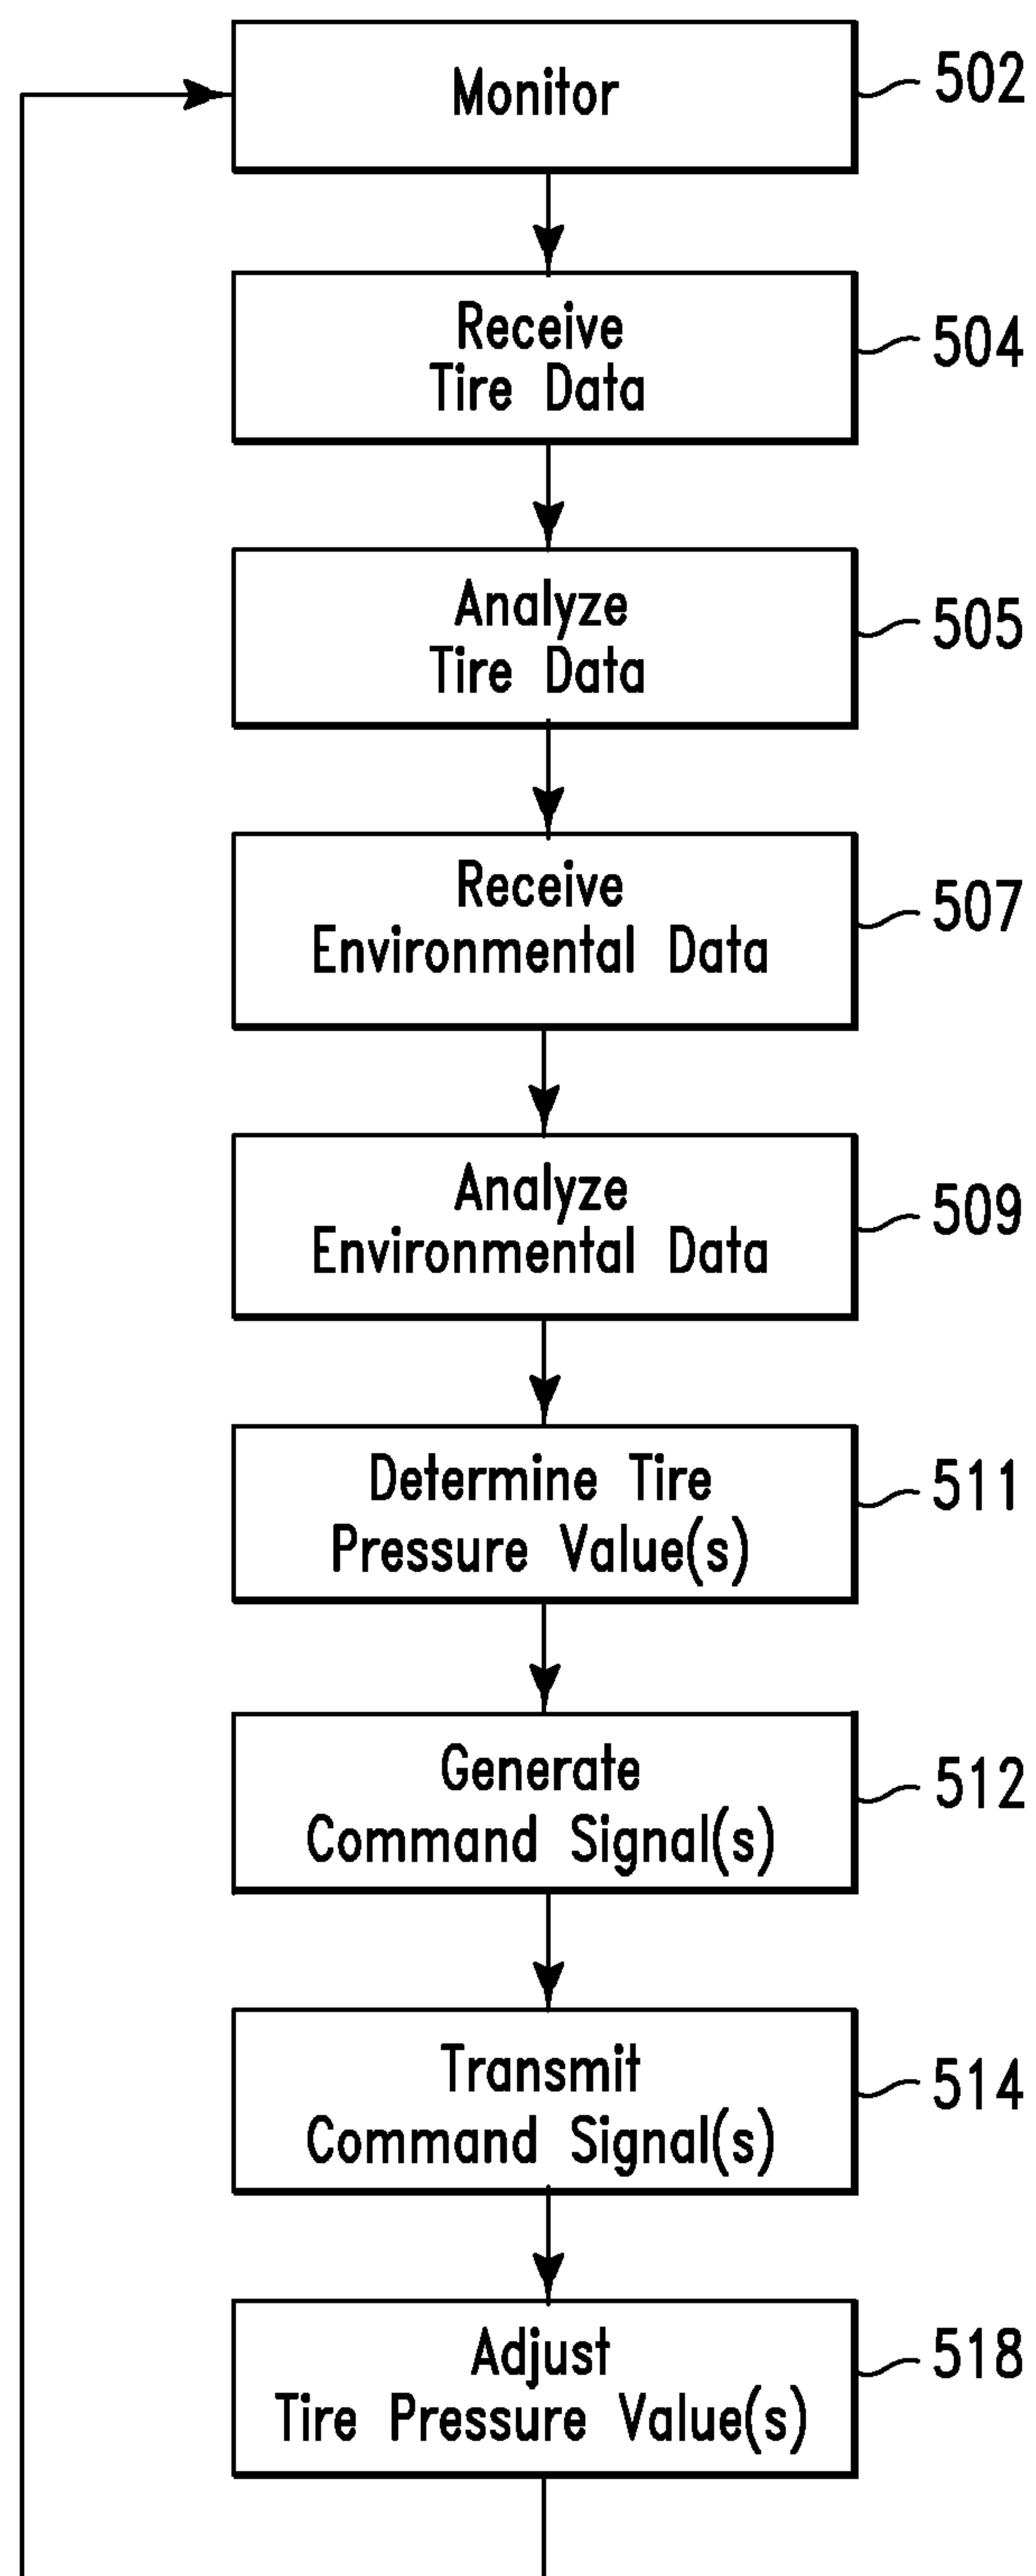 Monitor
502
Receive
Tire Data
504
Analyze
Tire Data
505
Receive
Environmental Data
507
Analyze
Environmental Data
509
Determine Tire
Pressure Value(s)
511
Generate
Command Signal(s)
512
Transmit
Command Signal(s)
514
Adjust
Tire Pressure Value(s)
518